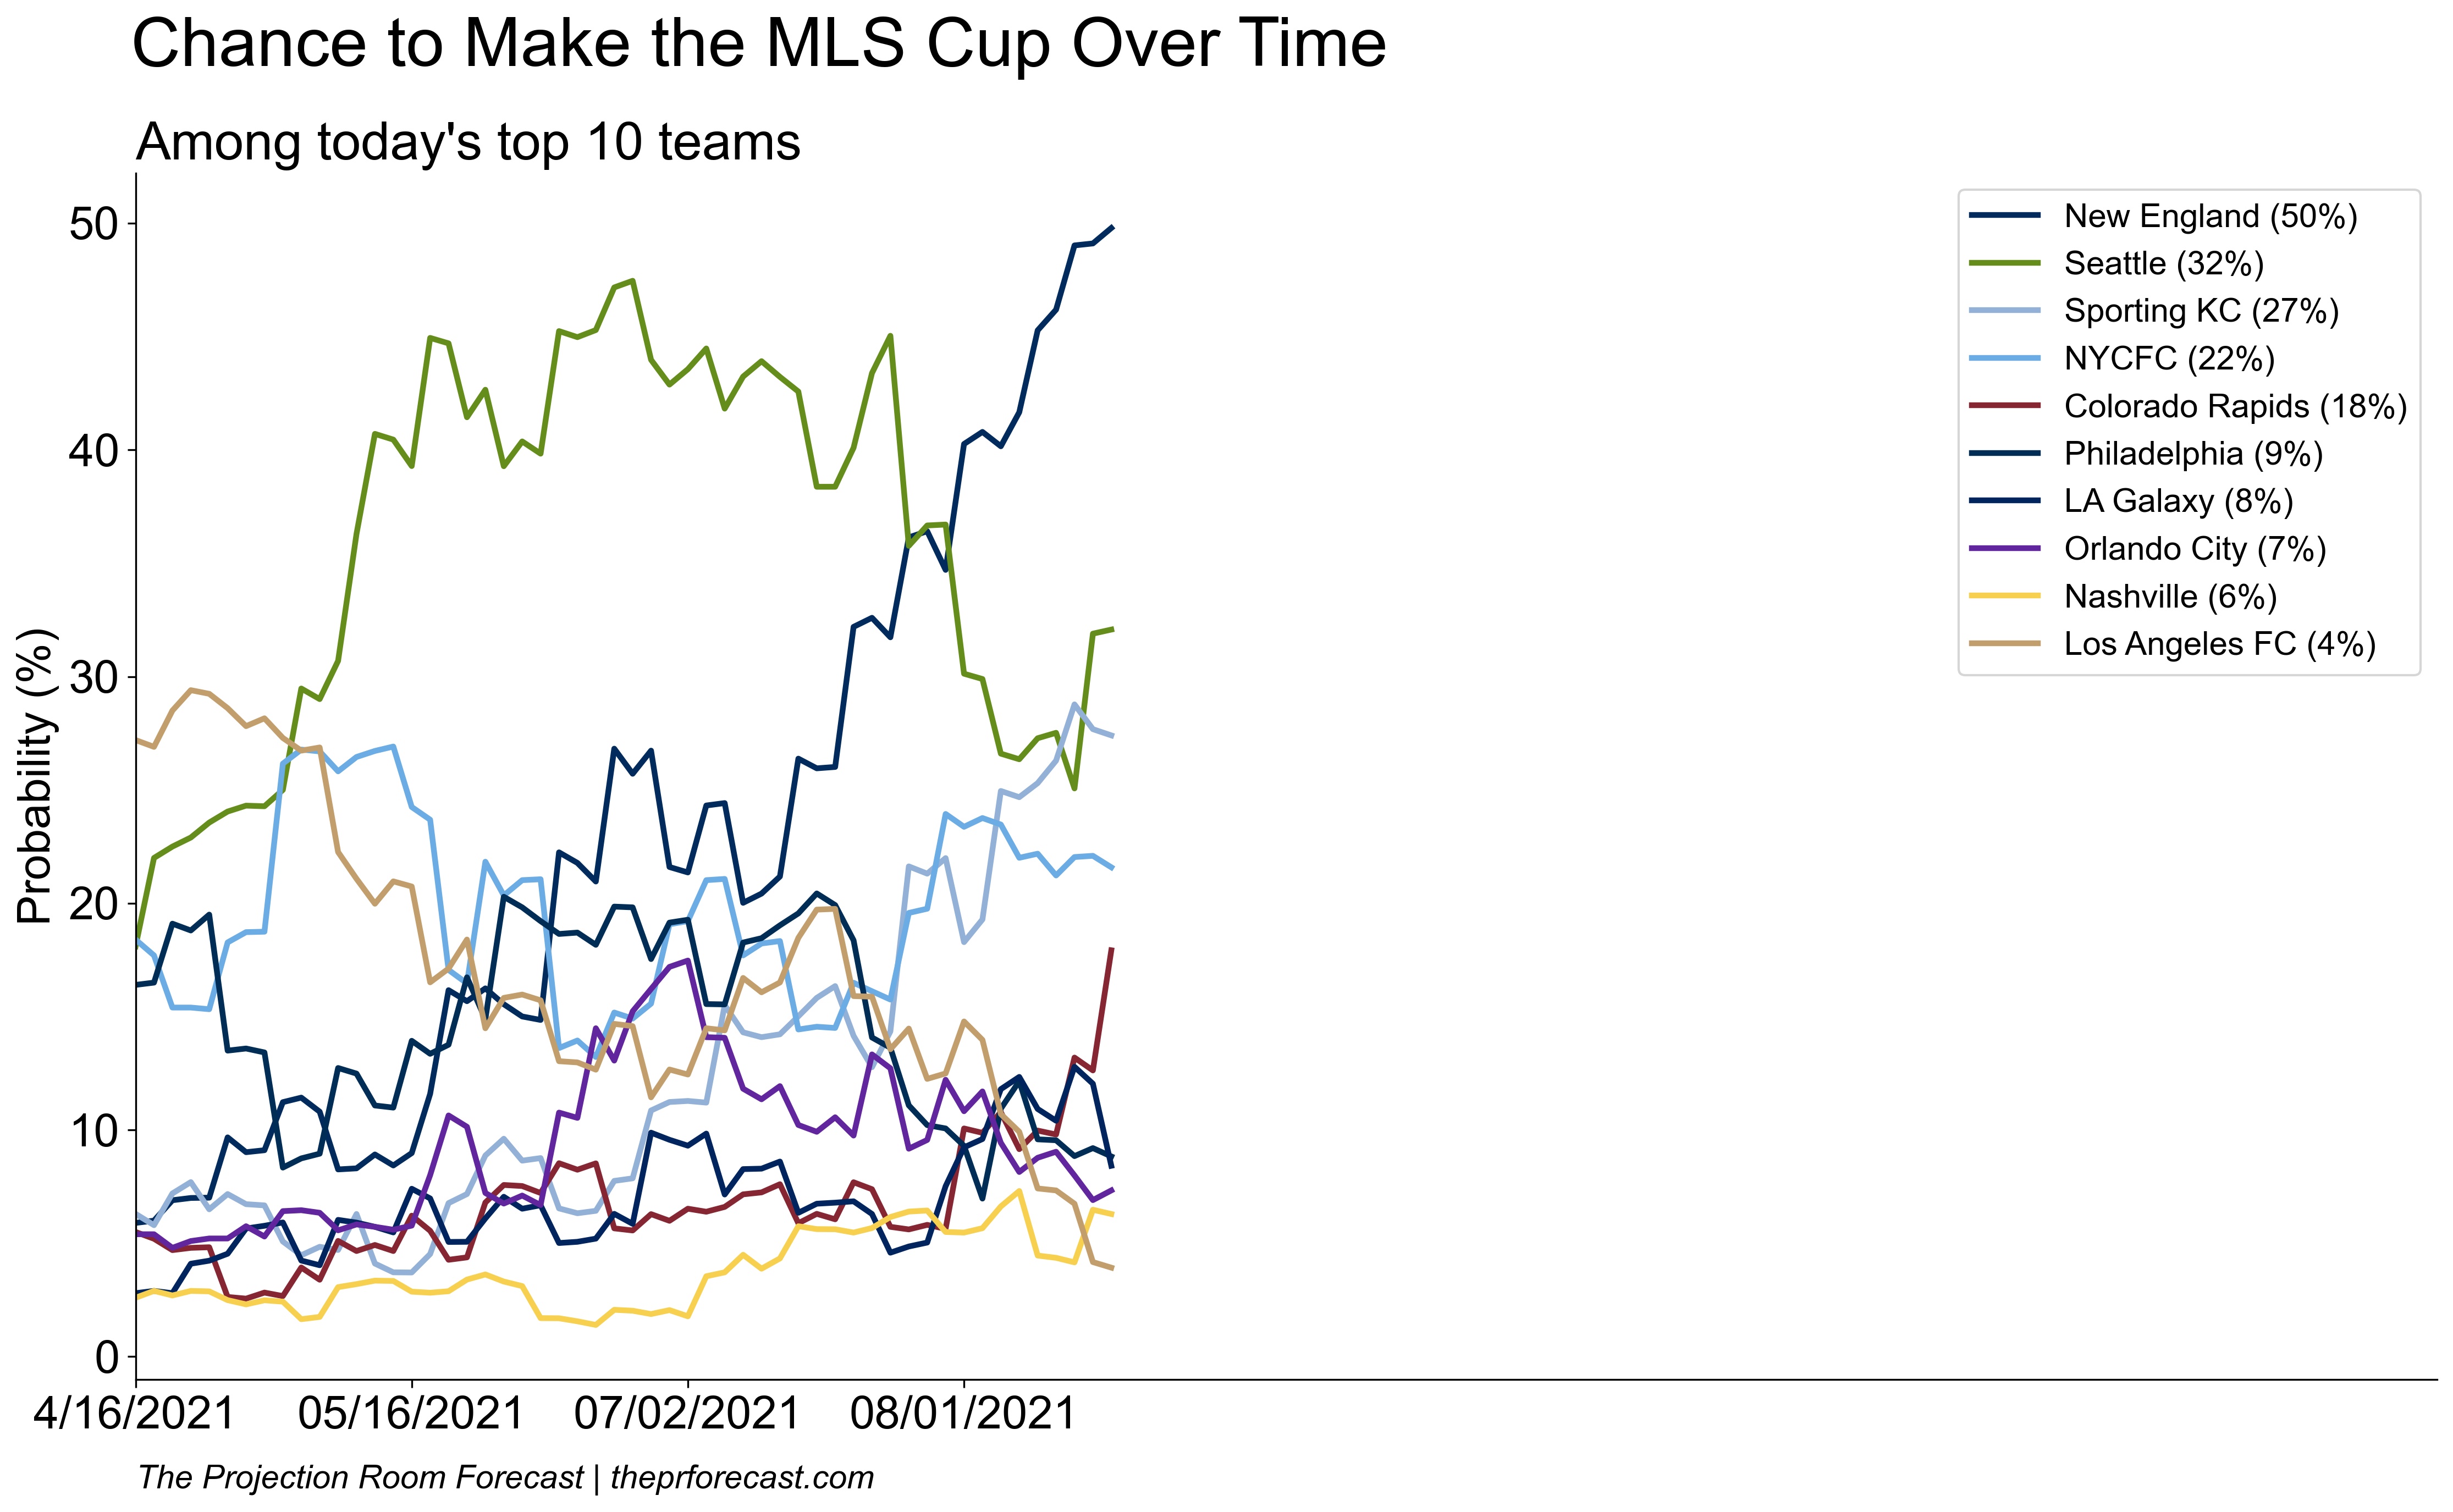 Chance to Make the MLS Cup Over Time
Among today's top 10 teams
50
40
30
20
10
0
Probability (%)
4/16/2021
05/16/2021
07/02/2021
08/01/2021
New England (50%)
Seattle (32%)
Sporting KC (27%)
NYCFC (22%)
Colorado Rapids (18%)
Philadelphia (9%)
LA Galaxy (8%)
Orlando City (7%)
Nashville (6%)
Los Angeles FC (4%)
The Projection Room Forecast | theprforecast.com